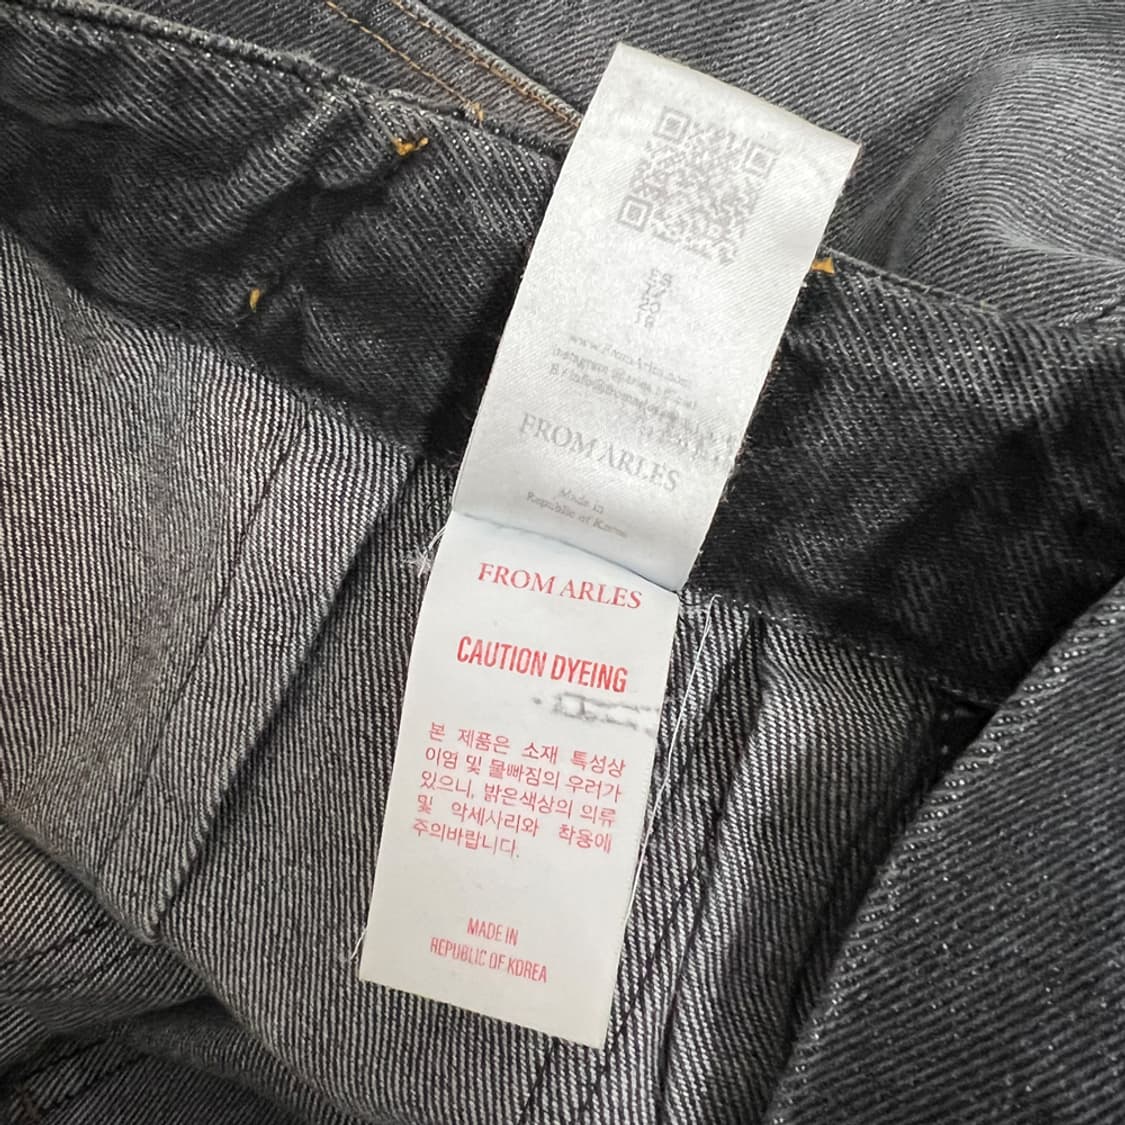 FROM ARLES
Made in
Republic of Korea
FROM ARLES
CAUTION DYEING
본 제품은 소재 특성상
이염 및 물빠짐의 우려가
있으니, 밝은색상의 의류
및 악세사리와 착용에
주의바랍니다.
MADE IN
REPUBLIC OF KOREA